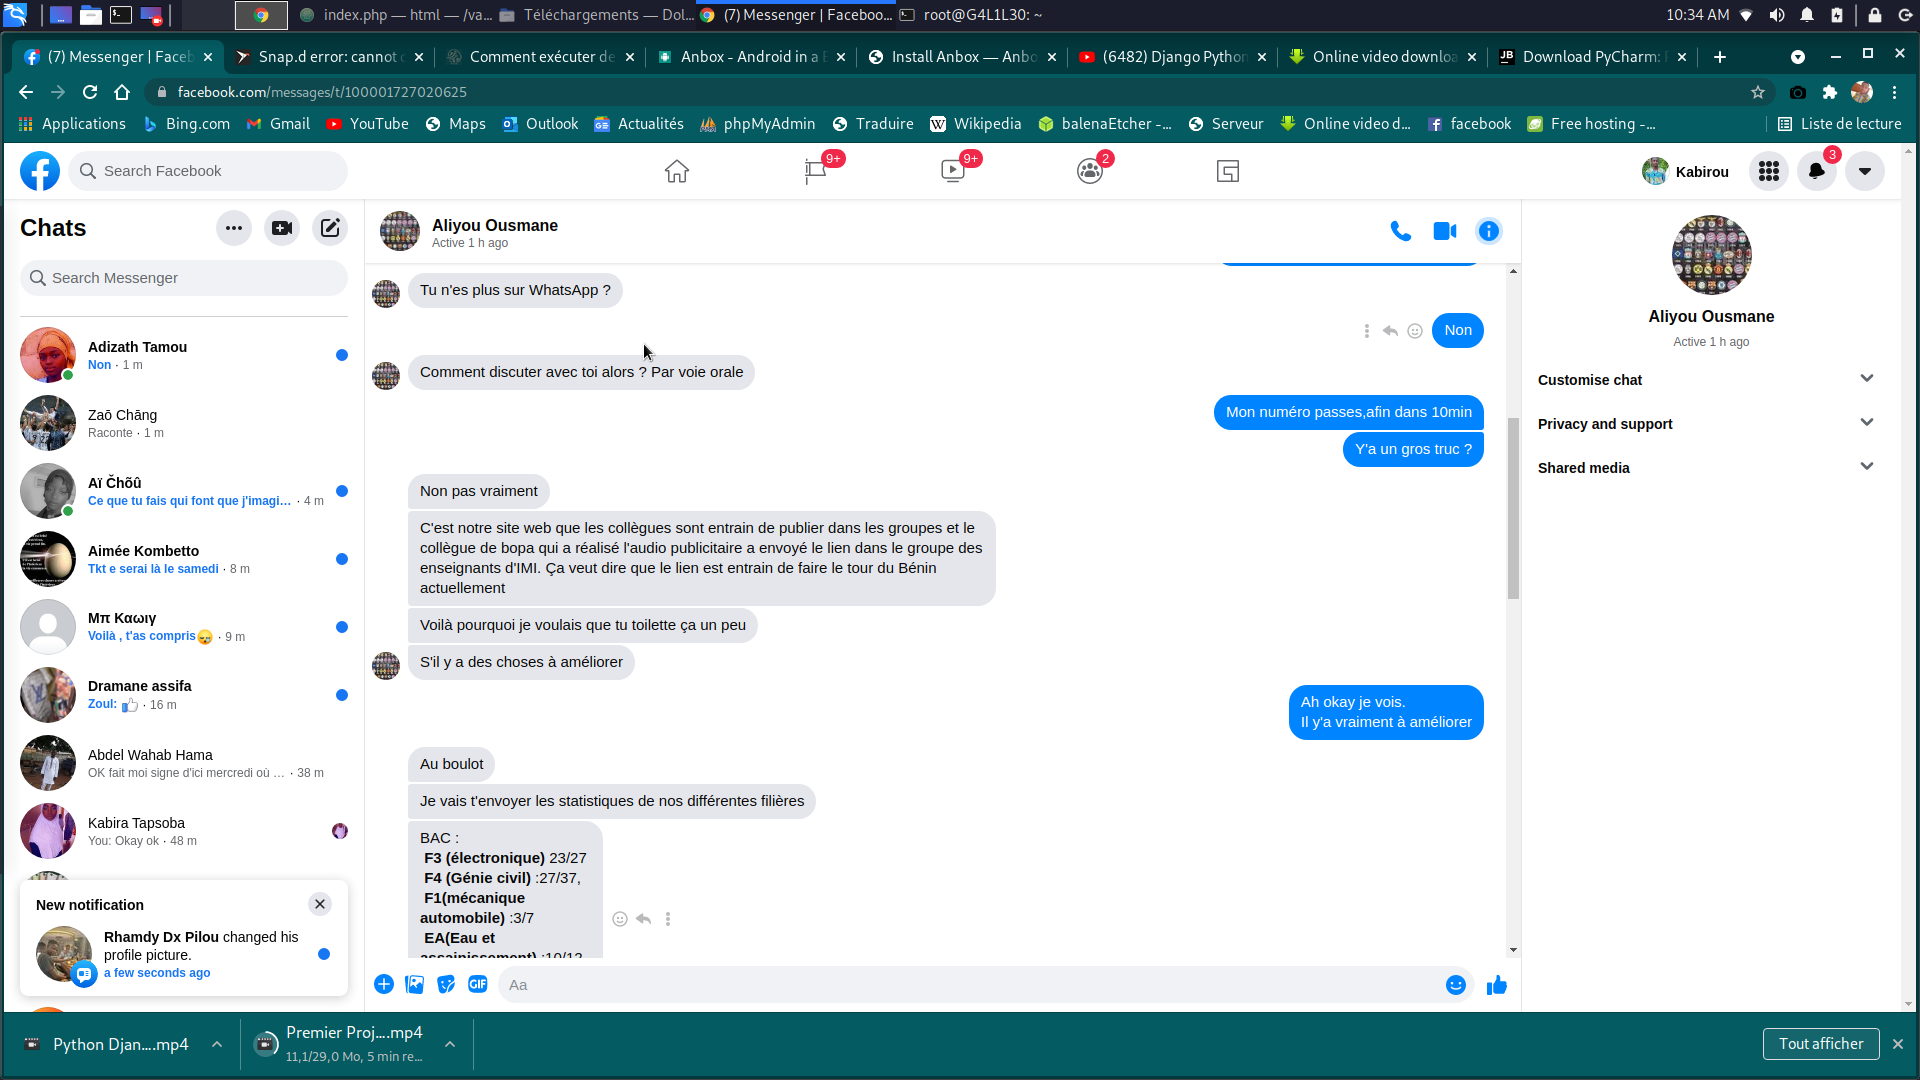 index.php — html — /va...
Téléchargements — Dol...
(7) Messenger | Faceboo...
root@G4L1L30: ~
10:34 AM
(7) Messenger | Faceb
Snap.d error: cannot
Comment exécuter de
Anbox - Android in a
Install Anbox — Anbo
(6482) Django Python
Online video downloa
Download PyCharm:
facebook.com/messages/t/100001727020625
Applications
Bing.com
Gmail
YouTube
Maps
Outlook
Actualités
phpMyAdmin
Traduire
Wikipedia
balenaEtcher -...
Serveur
Online video d...
facebook
Free hosting -...
Liste de lecture
Search Facebook
9+
9+
2
Kabirou
3
Chats
Search Messenger
Adizath Tamou
Non · 1 m
Zaō Chāng
Raconte · 1 m
Aï Čhõû
Ce que tu fais qui font que j'imagi... · 4 m
Aimée Kombetto
Tkt e serai là le samedi · 8 m
Μπ Καωιγ
Voilà , t'as compris😪 · 9 m
Dramane assifa
Zoul: 👍 · 16 m
Abdel Wahab Hama
OK fait moi signe d'ici mercredi où ... · 38 m
Kabira Tapsoba
You: Okay ok · 48 m
New notification
Rhamdy Dx Pilou changed his
profile picture.
a few seconds ago
Aliyou Ousmane
Active 1 h ago
Tu n'es plus sur WhatsApp ?
Non
Comment discuter avec toi alors ? Par voie orale
Mon numéro passes,afin dans 10min
Y'a un gros truc ?
Non pas vraiment
C'est notre site web que les collègues sont entrain de publier dans les groupes et le
collègue de bopa qui a réalisé l'audio publicitaire a envoyé le lien dans le groupe des
enseignants d'IMI. Ça veut dire que le lien est entrain de faire le tour du Bénin
actuellement
Voilà pourquoi je voulais que tu toilette ça un peu
S'il y a des choses à améliorer
Ah okay je vois.
Il y'a vraiment à améliorer
Au boulot
Je vais t'envoyer les statistiques de nos différentes filières
BAC :
F3 (électronique) 23/27
F4 (Génie civil) :27/37,
F1(mécanique
automobile) :3/7
EA(Eau et
assainissement) :10/12
GIF
Aa
Aliyou Ousmane
Active 1 h ago
Customise chat
Privacy and support
Shared media
Python Djan....mp4
Premier Proj....mp4
11,1/29,0 Mo, 5 min re...
Tout afficher